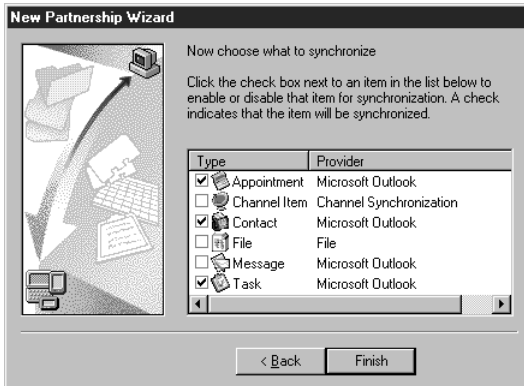 New Partnership Wizard
Now choose what to synchronize
Click the check box next to an item in the list below to
enable or disable that item for synchronization. A check
indicates that the item will be synchronized.
Type Provider
Appointment Microsoft Outlook
Channel Item Channel Synchronization
Contact Microsoft Outlook
File File
Message Microsoft Outlook
Task Microsoft Outlook
< Back Finish